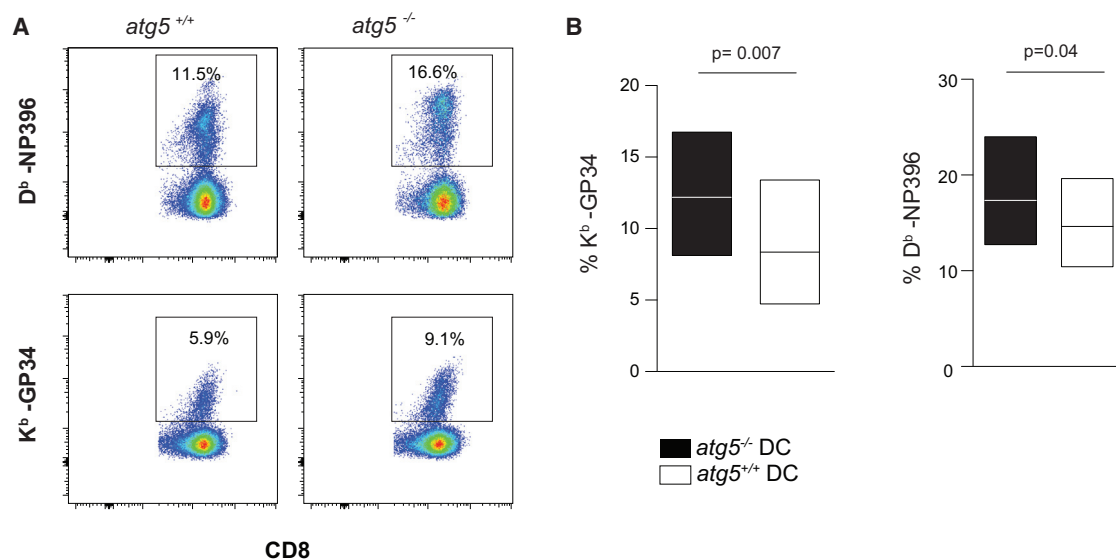 A
atg5 +/+
atg5 -/-
Dᵇ -NP396
11.5%
16.6%
Kᵇ -GP34
5.9%
9.1%
CD8
B
p= 0.007
% Kᵇ -GP34
20
15
10
5
0
p=0.04
% Dᵇ -NP396
30
20
10
0
atg5-/- DC
atg5+/+ DC